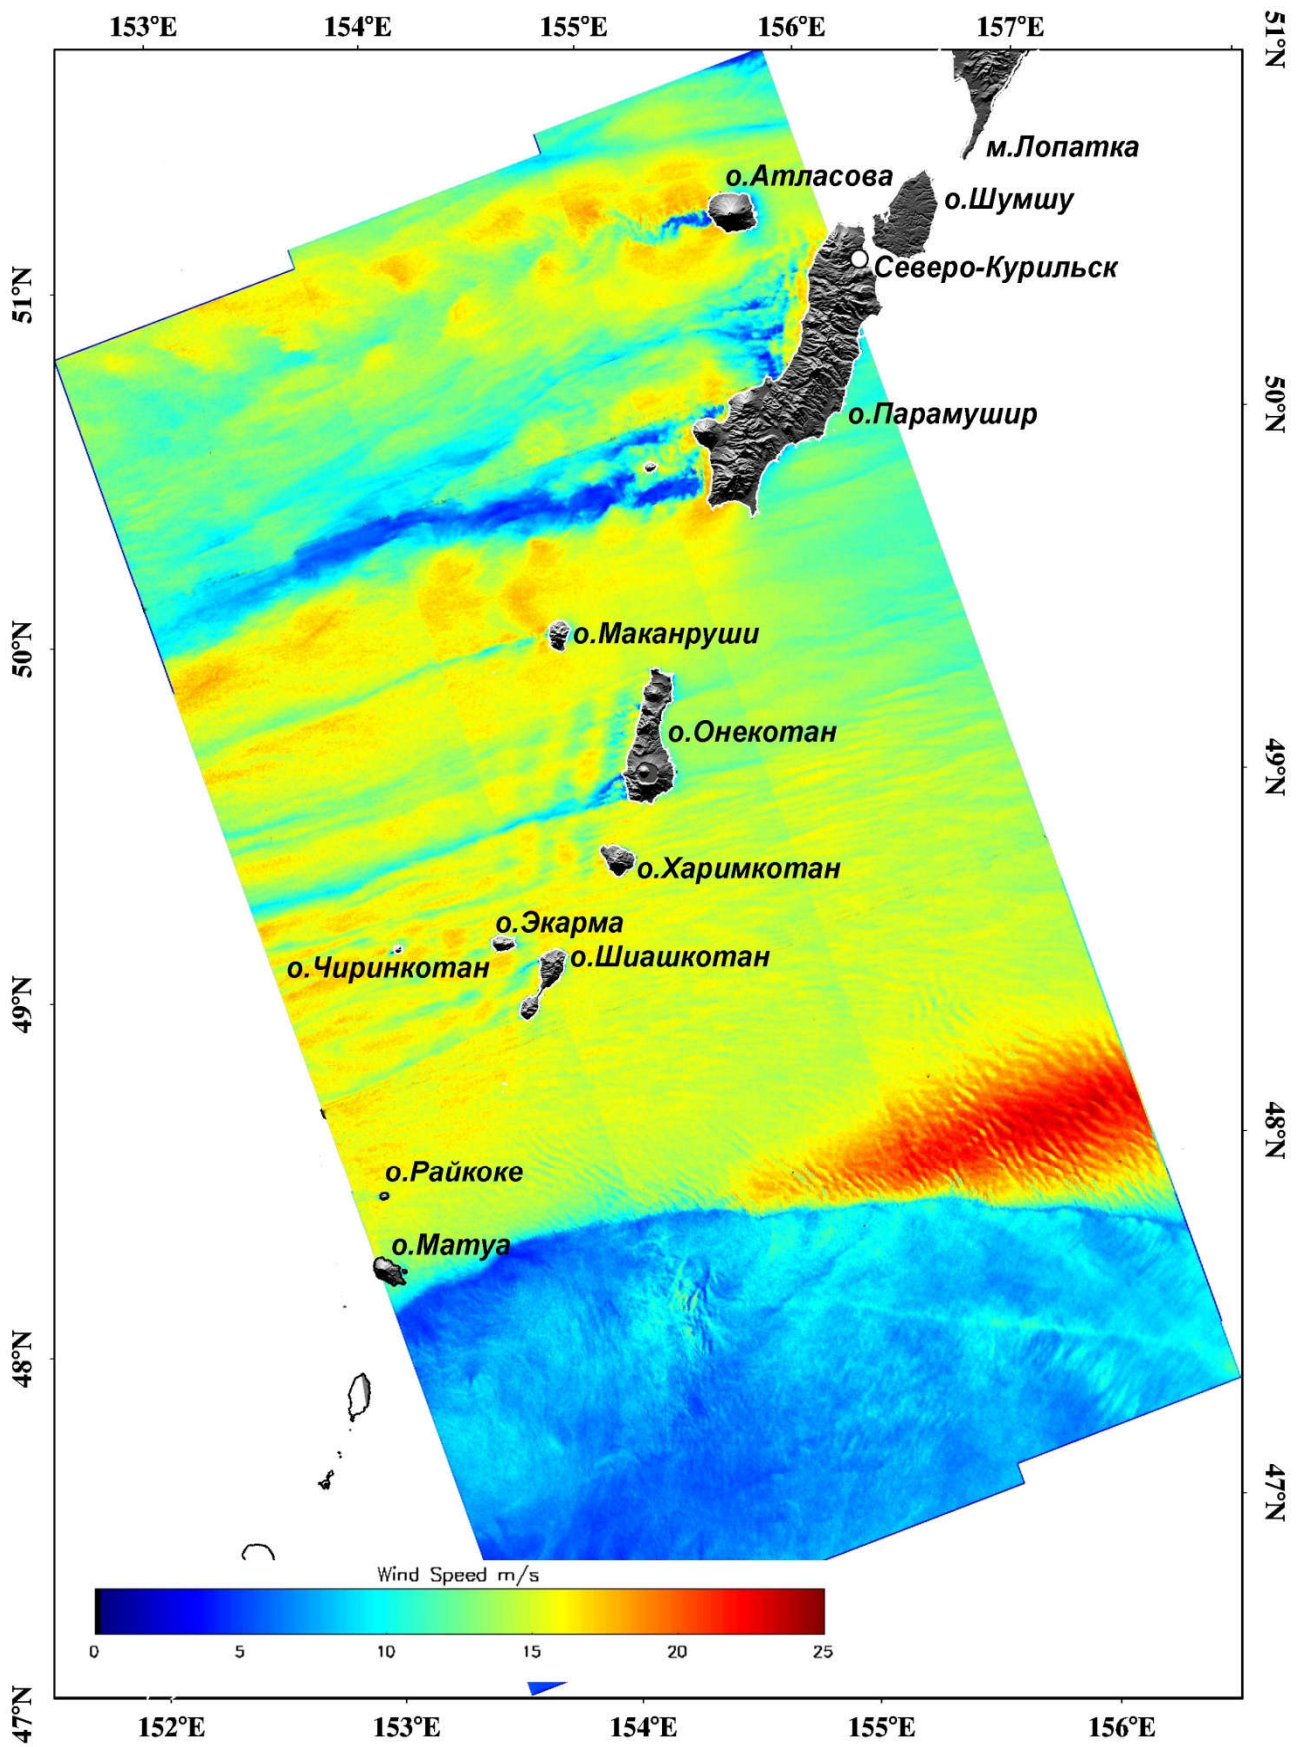 153°E 154°E 155°E 156°E 157°E
51°N
м.Лопатка
о.Атласова
о.Шумшу
Северо-Курильск
51°N
50°N
о.Парамушир
о.Маканруши
50°N
о.Онекотан
49°N
о.Харимкотан
о.Экарма
о.Шиашкотан
о.Чиринкотан
49°N
48°N
о.Райкоке
о.Матуа
48°N
47°N
Wind Speed m/s
0 5 10 15 20 25
47°N
152°E 153°E 154°E 155°E 156°E